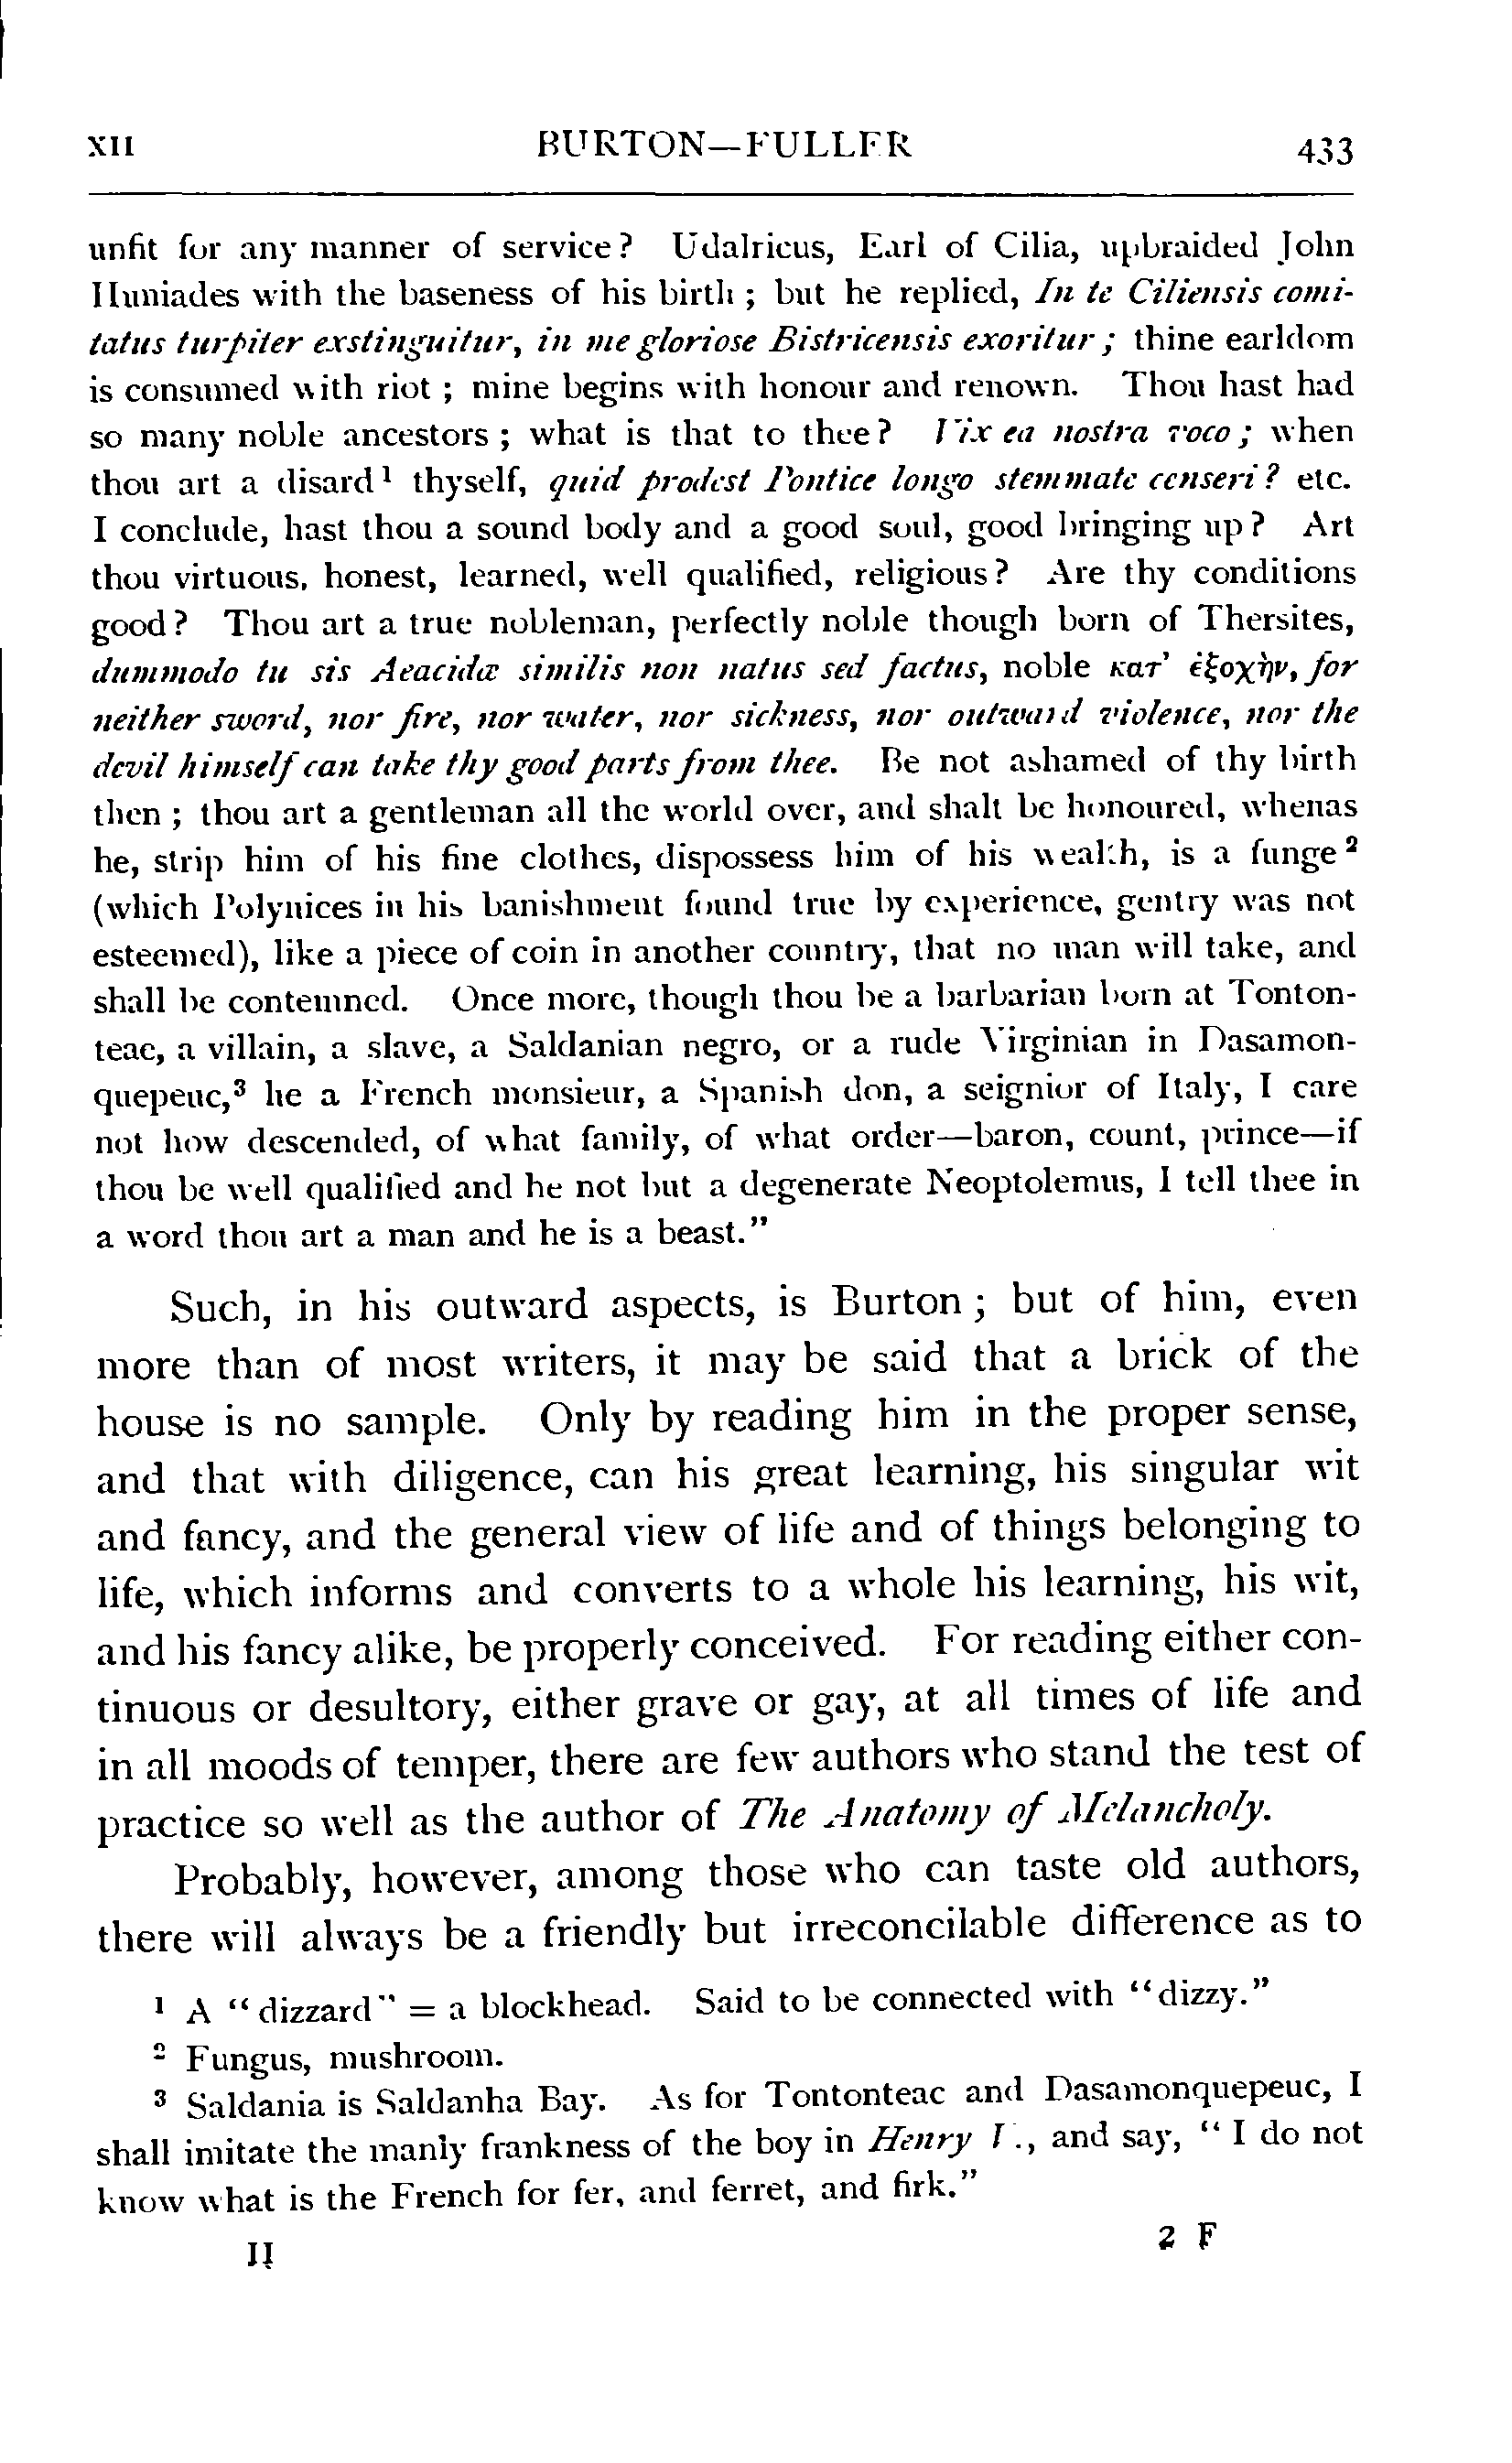 XII BURTON—FULLER 433
unfit for any manner of service? Udalricus, Earl of Cilia, upbraided John
Huniades with the baseness of his birth; but he replied, In te Ciliensis comi-
tatus turpiter exstinguitur, in me gloriose Bistricensis exoritur; thine earldom
is consumed with riot; mine begins with honour and renown. Thou hast had
so many noble ancestors; what is that to thee? Vix ea nostra voco; when
thou art a disard¹ thyself, quid prodest Pontice longo stemmate censeri? etc.
I conclude, hast thou a sound body and a good soul, good bringing up? Art
thou virtuous, honest, learned, well qualified, religious? Are thy conditions
good? Thou art a true nobleman, perfectly noble though born of Thersites,
dummodo tu sis Aeacidæ similis non natus sed factus, noble κατ’ ἐξοχὴν, for
neither sword, nor fire, nor water, nor sickness, nor outward violence, nor the
devil himself can take thy good parts from thee. Be not ashamed of thy birth
then; thou art a gentleman all the world over, and shalt be honoured, whenas
he, strip him of his fine clothes, dispossess him of his wealth, is a funge²
(which Polynices in his banishment found true by experience, gentry was not
esteemed), like a piece of coin in another country, that no man will take, and
shall be contemned. Once more, though thou be a barbarian born at Tonton-
teac, a villain, a slave, a Saldanian negro, or a rude Virginian in Dasamon-
quepeuc,³ he a French monsieur, a Spanish don, a seignior of Italy, I care
not how descended, of what family, of what order—baron, count, prince—if
thou be well qualified and he not but a degenerate Neoptolemus, I tell thee in
a word thou art a man and he is a beast.”
Such, in his outward aspects, is Burton; but of him, even
more than of most writers, it may be said that a brick of the
house is no sample. Only by reading him in the proper sense,
and that with diligence, can his great learning, his singular wit
and fancy, and the general view of life and of things belonging to
life, which informs and converts to a whole his learning, his wit,
and his fancy alike, be properly conceived. For reading either con-
tinuous or desultory, either grave or gay, at all times of life and
in all moods of temper, there are few authors who stand the test of
practice so well as the author of The Anatomy of Melancholy.
Probably, however, among those who can taste old authors,
there will always be a friendly but irreconcilable difference as to
¹ A “dizzard” = a blockhead. Said to be connected with “dizzy.”
² Fungus, mushroom.
³ Saldania is Saldanha Bay. As for Tontonteac and Dasamonquepeuc, I
shall imitate the manly frankness of the boy in Henry V., and say, “I do not
know what is the French for fer, and ferret, and firk.”
II 2 F